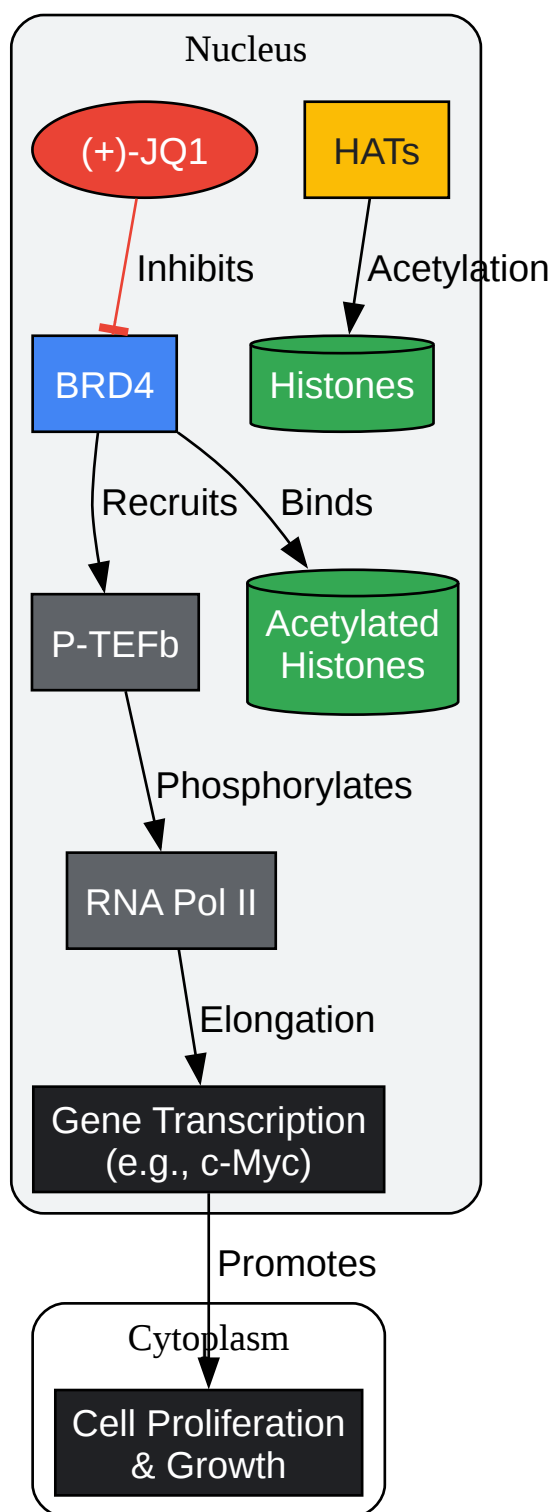 Nucleus
(+)-JQ1
HATs
Inhibits
Acetylation
BRD4
Histones
Recruits
Binds
P-TEFb
Acetylated
Histones
Phosphorylates
RNA Pol II
Elongation
Gene Transcription
(e.g., c-Myc)
Promotes
Cytoplasm
Cell Proliferation
& Growth